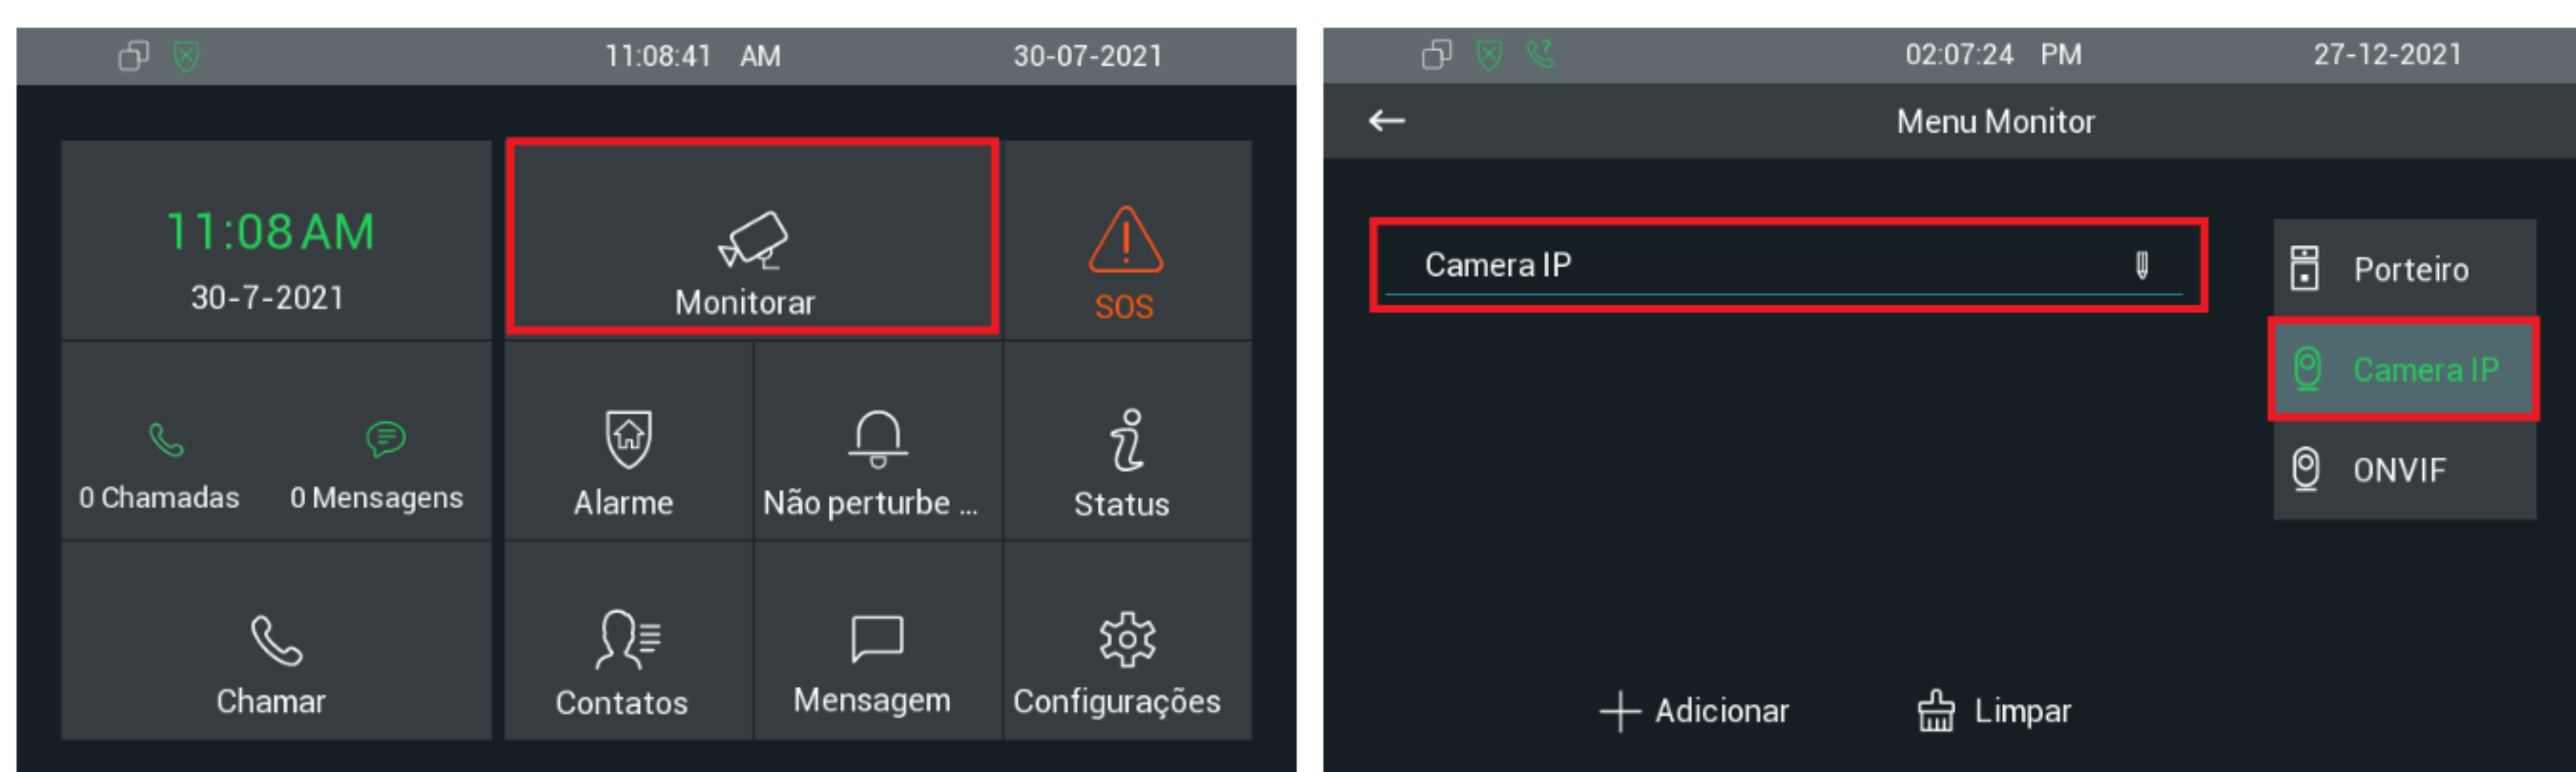 11:08:41 AM 30-07-2021
11:08 AM
30-7-2021
Monitorar
SOS
0 Chamadas 0 Mensagens
Alarme
Não perturbe ...
Status
Chamar
Contatos
Mensagem
Configurações
02:07:24 PM 27-12-2021
Menu Monitor
Camera IP
Porteiro
Camera IP
ONVIF
Adicionar
Limpar